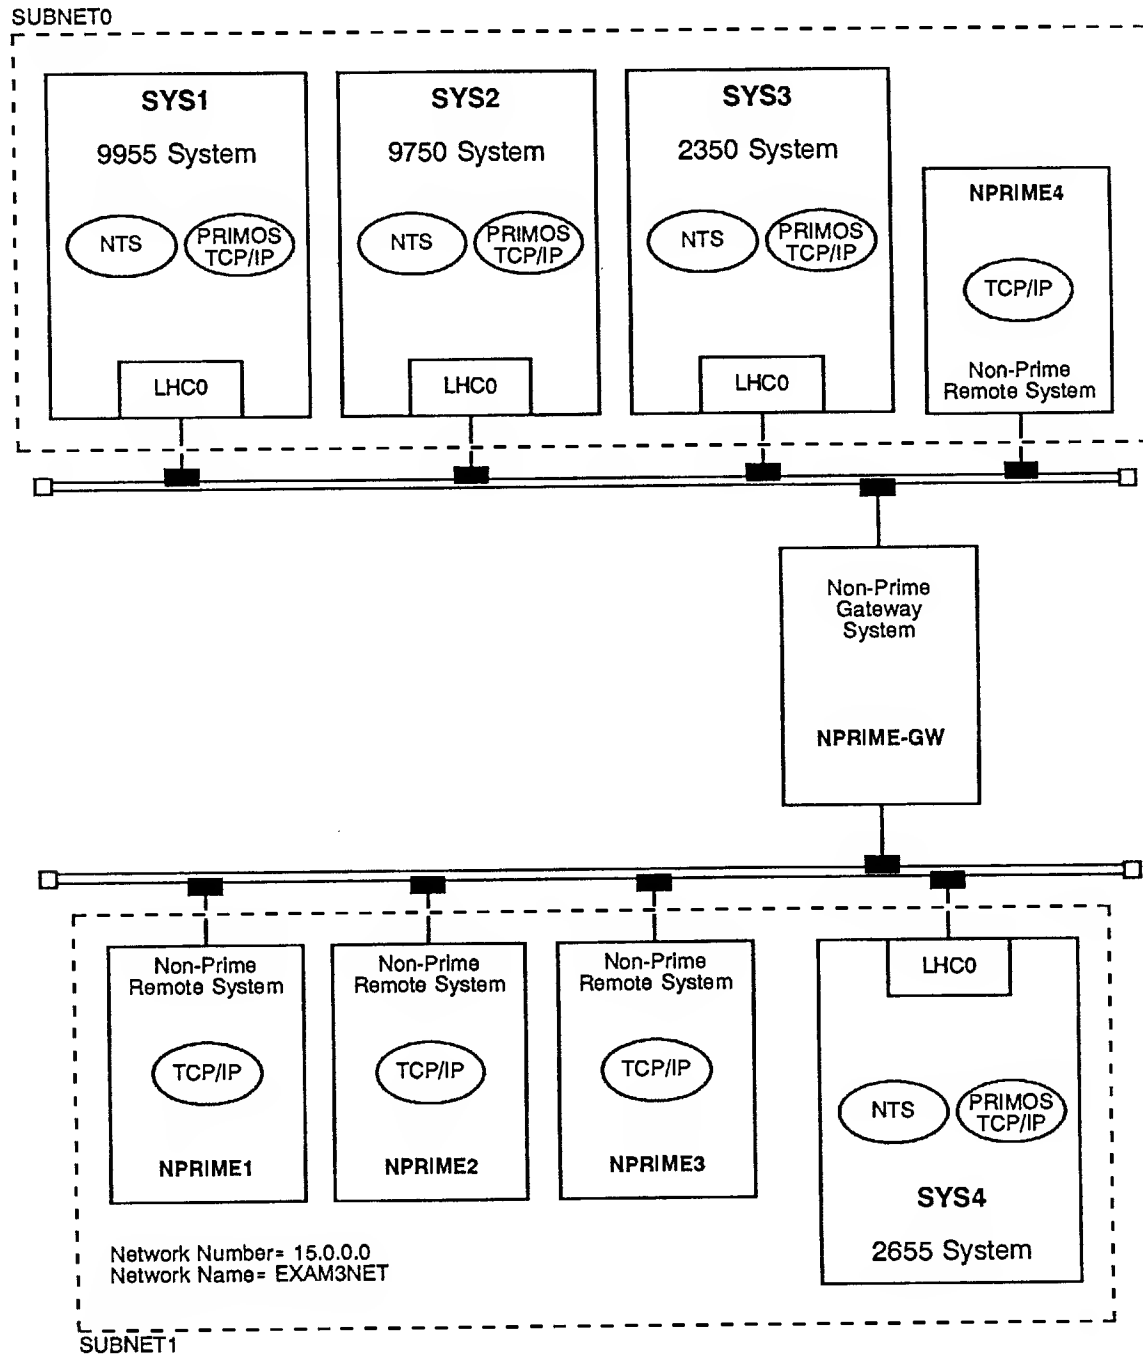 SUBNET0
SYS1
9955 System
NTS
PRIMOS
TCP/IP
LHC0
SYS2
9750 System
NTS
PRIMOS
TCP/IP
LHC0
SYS3
2350 System
NTS
PRIMOS
TCP/IP
LHC0
NPRIME4
TCP/IP
Non-Prime
Remote System
Non-Prime
Gateway
System
NPRIME-GW
Non-Prime
Remote System
TCP/IP
NPRIME1
Non-Prime
Remote System
TCP/IP
NPRIME2
Non-Prime
Remote System
TCP/IP
NPRIME3
LHC0
NTS
PRIMOS
TCP/IP
SYS4
2655 System
Network Number= 15.0.0.0
Network Name= EXAM3NET
SUBNET1